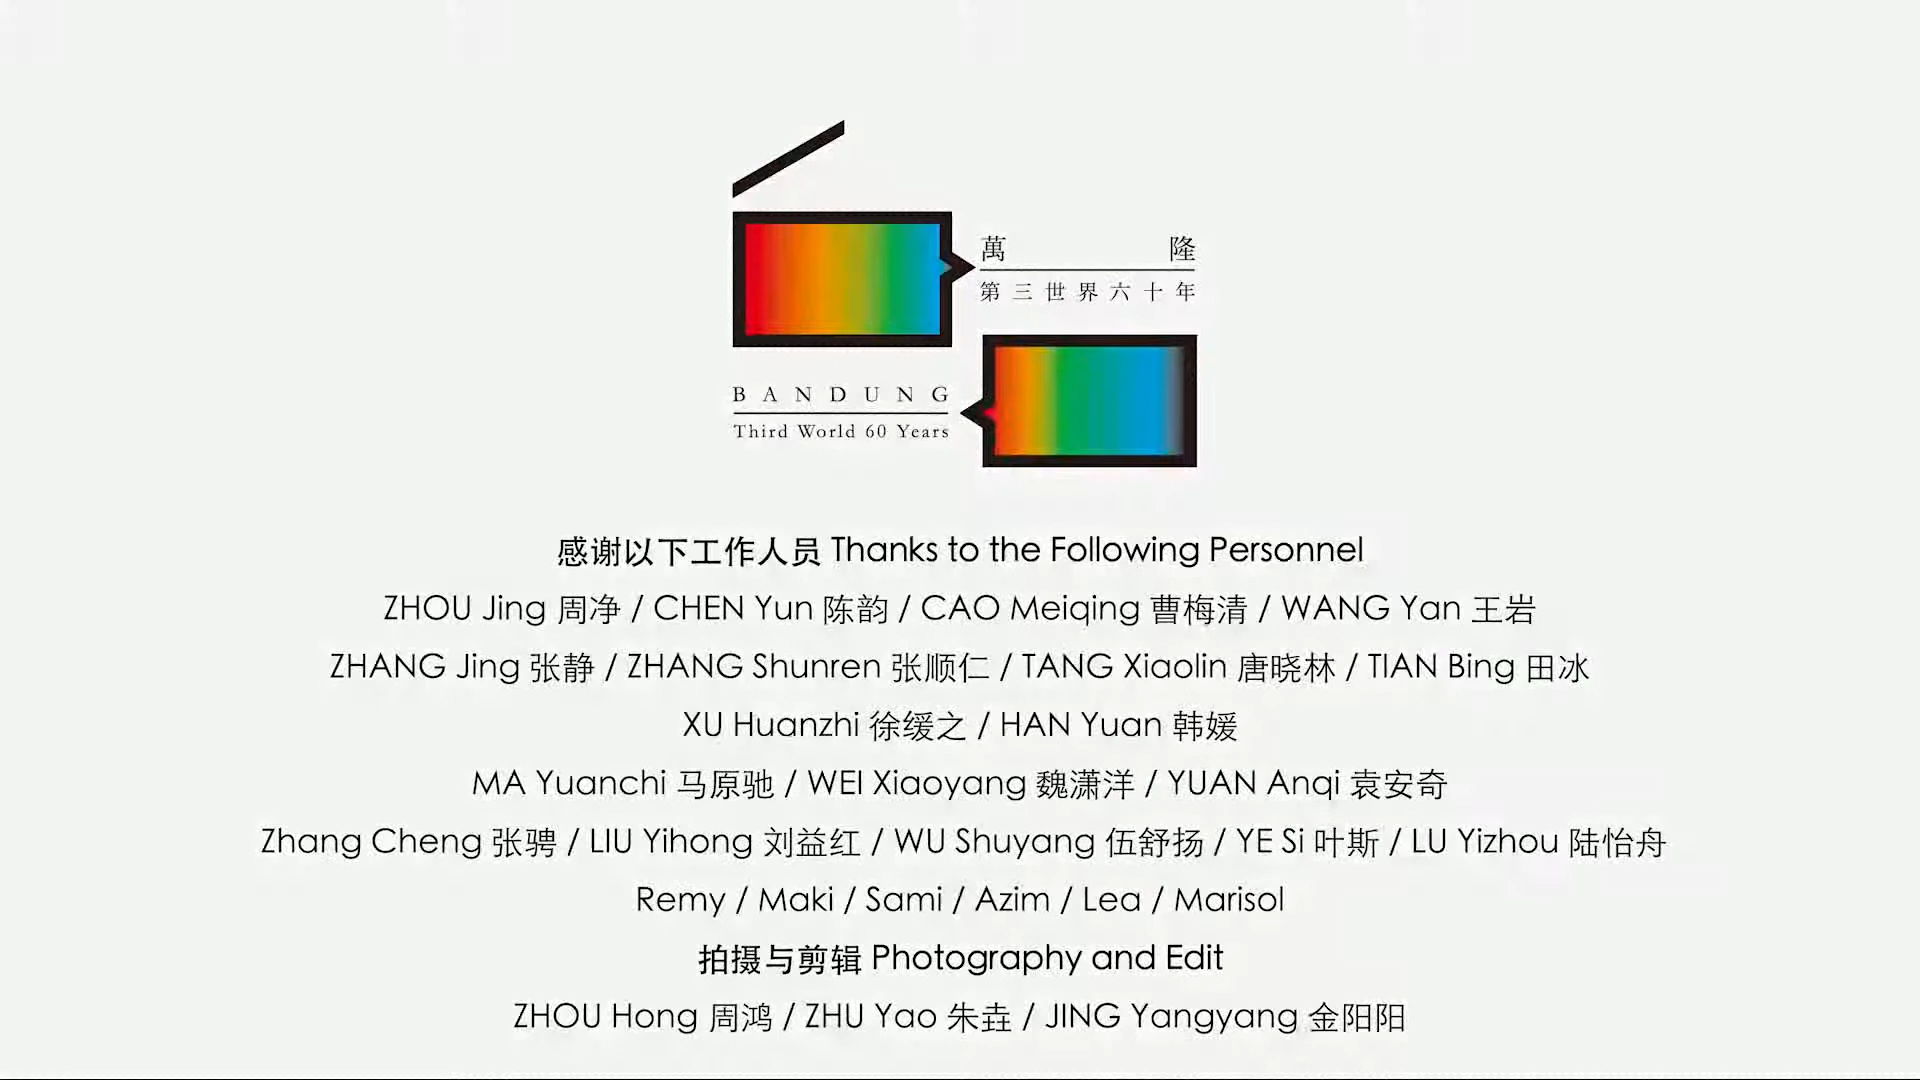 萬隆
第三世界六十年
BANDUNG
Third World 60 Years
感谢以下工作人员 Thanks to the Following Personnel
ZHOU Jing 周净 / CHEN Yun 陈韵 / CAO Meiqing 曹梅清 / WANG Yan 王岩
ZHANG Jing 张静 / ZHANG Shunren 张顺仁 / TANG Xiaolin 唐晓林 / TIAN Bing 田冰
XU Huanzhi 徐缓之 / HAN Yuan 韩媛
MA Yuanchi 马原驰 / WEI Xiaoyang 魏潇洋 / YUAN Anqi 袁安奇
Zhang Cheng 张骋 / LIU Yihong 刘益红 / WU Shuyang 伍舒扬 / YE Si 叶斯 / LU Yizhou 陆怡舟
Remy / Maki / Sami / Azim / Lea / Marisol
拍摄与剪辑 Photography and Edit
ZHOU Hong 周鸿 / ZHU Yao 朱垚 / JING Yangyang 金阳阳